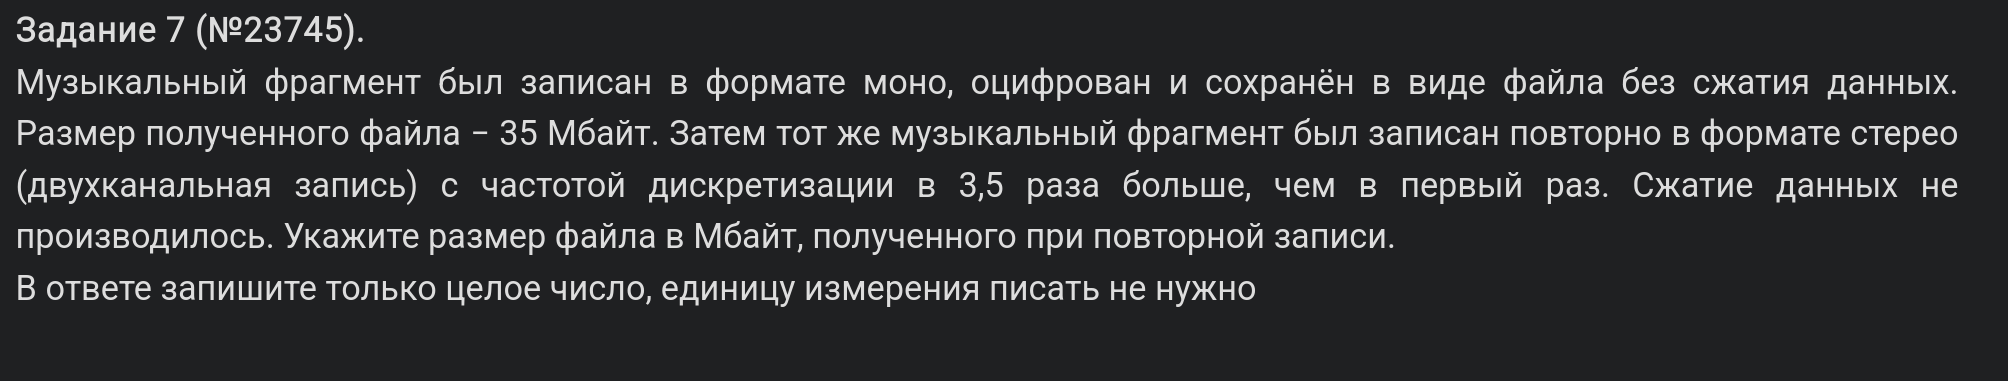 Задание 7 (№23745).
Музыкальный фрагмент был записан в формате моно, оцифрован и сохранён в виде файла без сжатия данных.
Размер полученного файла – 35 Мбайт. Затем тот же музыкальный фрагмент был записан повторно в формате стерео
(двухканальная запись) с частотой дискретизации в 3,5 раза больше, чем в первый раз. Сжатие данных не
производилось. Укажите размер файла в Мбайт, полученного при повторной записи.
В ответе запишите только целое число, единицу измерения писать не нужно